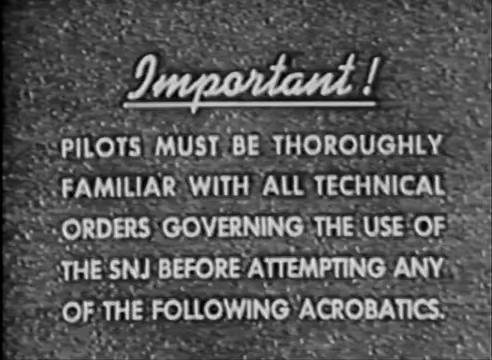 Important!
PILOTS MUST BE THOROUGHLY
FAMILIAR WITH ALL TECHNICAL
ORDERS GOVERNING THE USE OF
THE SNJ BEFORE ATTEMPTING ANY
OF THE FOLLOWING ACROBATICS.